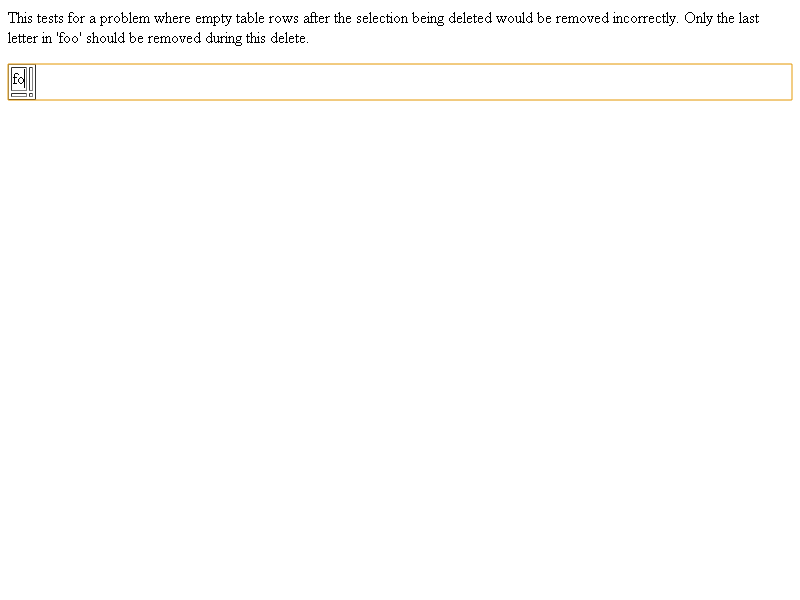 This tests for a problem where empty table rows after the selection being deleted would be removed incorrectly. Only the last
letter in 'foo' should be removed during this delete.
fo